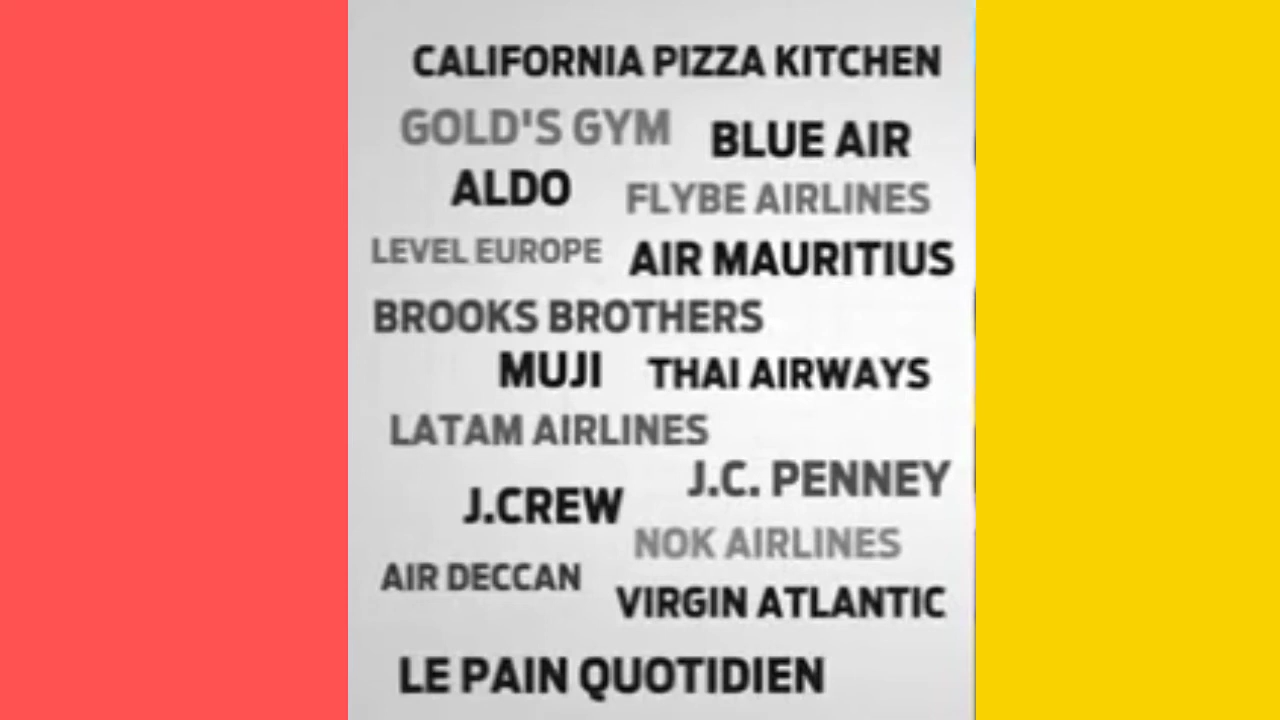 CALIFORNIA PIZZA KITCHEN
GOLD'S GYM
BLUE AIR
ALDO
FLYBE AIRLINES
LEVEL EUROPE
AIR MAURITIUS
BROOKS BROTHERS
MUJI
THAI AIRWAYS
LATAM AIRLINES
J.C. PENNEY
J.CREW
NOK AIRLINES
AIR DECCAN
VIRGIN ATLANTIC
LE PAIN QUOTIDIEN